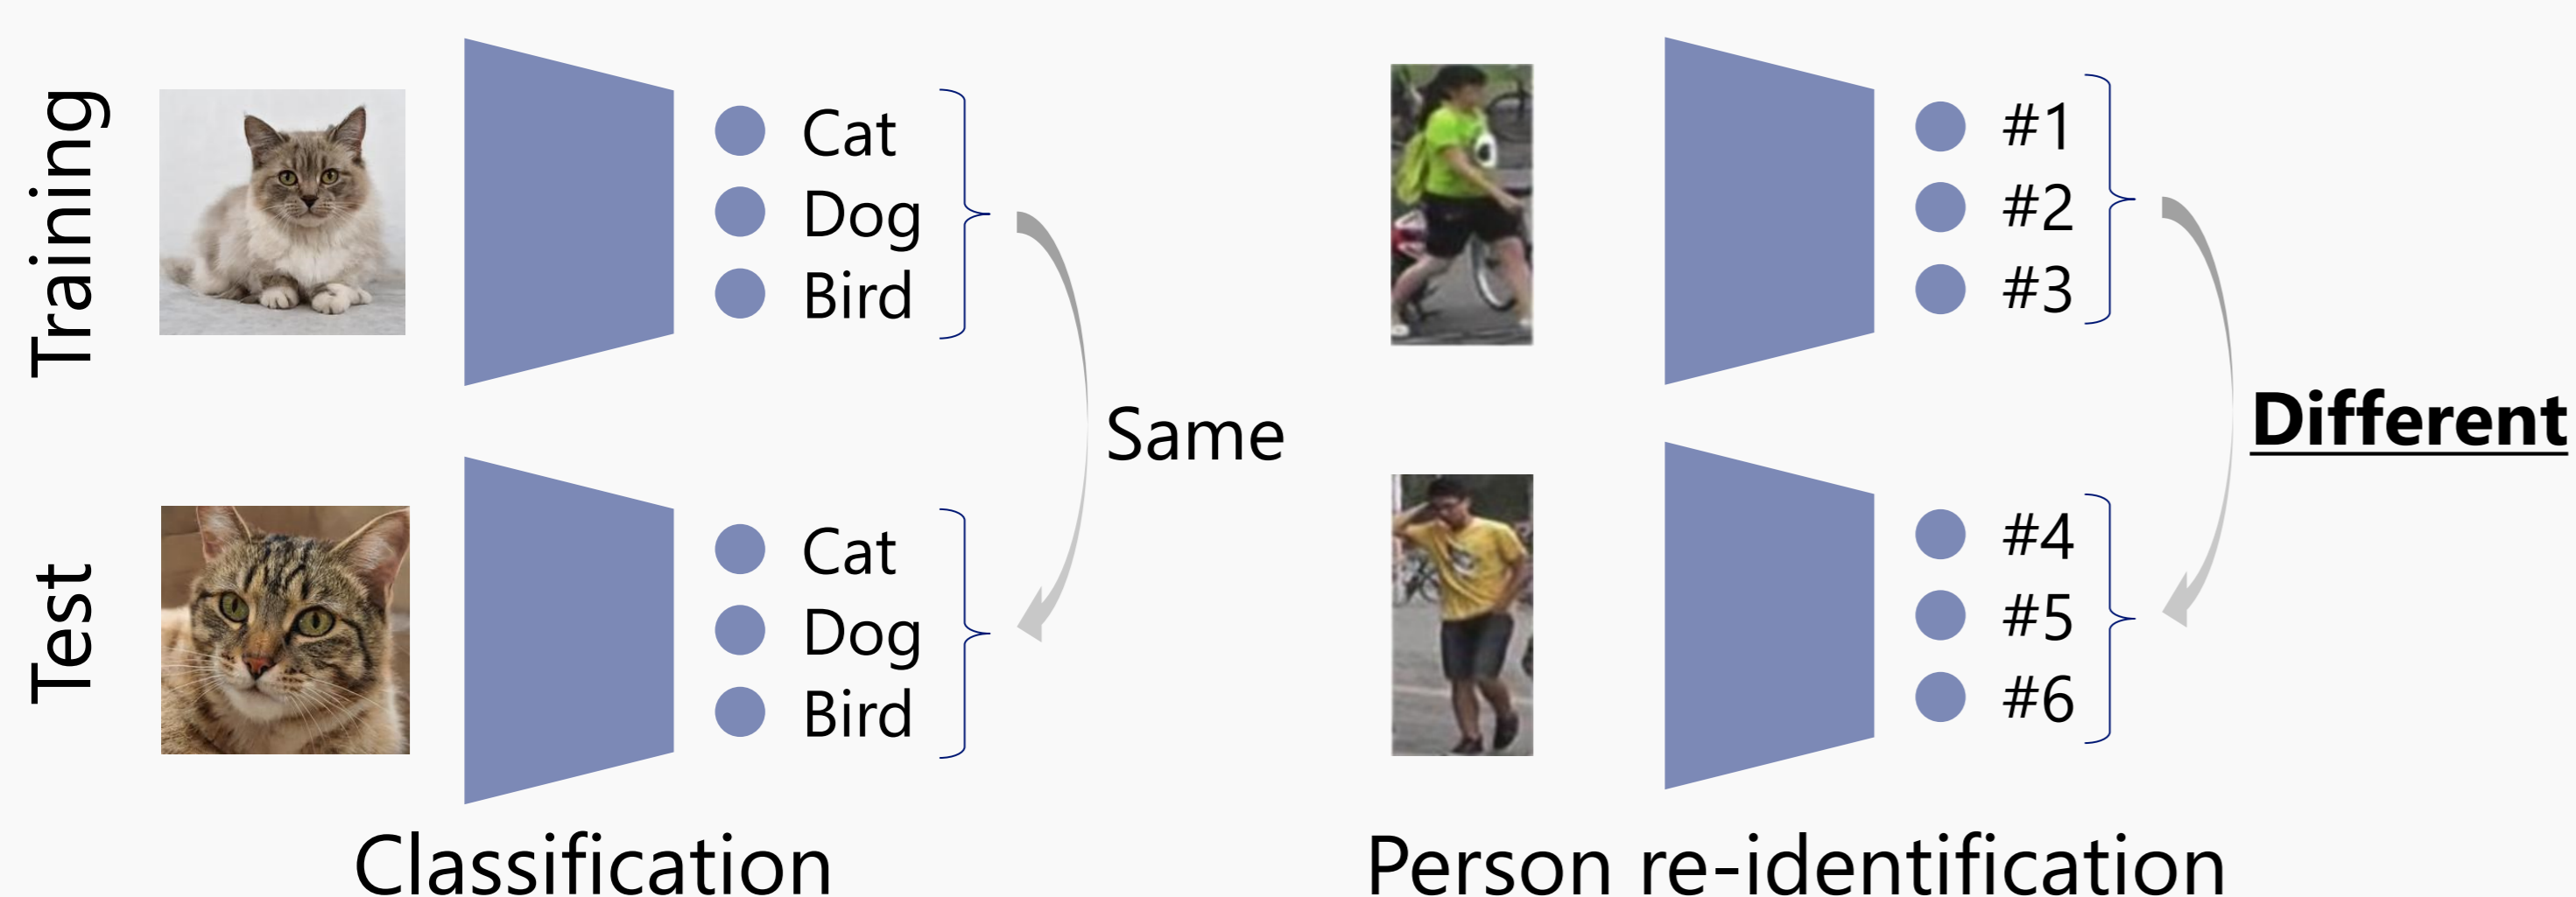 Training
Cat
Dog
Bird
Same
Test
Cat
Dog
Bird
Classification
#1
#2
#3
Different
#4
#5
#6
Person re-identification